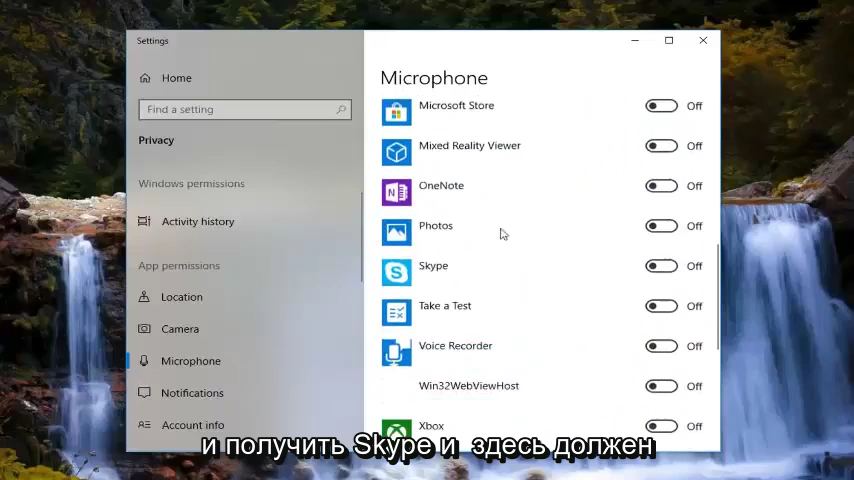 Settings
Home
Find a setting
Privacy
Windows permissions
Activity history
App permissions
Location
Camera
Microphone
Notifications
Account info
Microphone
Microsoft Store Off
Mixed Reality Viewer Off
OneNote Off
Photos Off
Skype Off
Take a Test Off
Voice Recorder Off
Win32WebViewHost Off
Xbox Off
и получить Skype и здесь должен